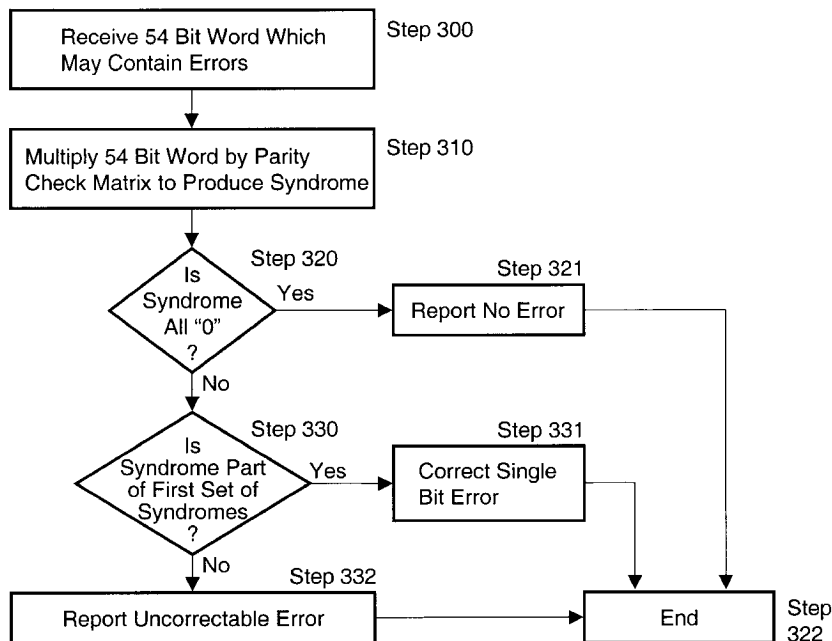 Receive 54 Bit Word Which
May Contain Errors
Step 300
Multiply 54 Bit Word by Parity
Check Matrix to Produce Syndrome
Step 310
Step 320
Is
Syndrome
All “0”
?
Yes
No
Step 321
Report No Error
Step 330
Is
Syndrome Part
of First Set of
Syndromes
?
Yes
No
Step 331
Correct Single
Bit Error
Step 332
Report Uncorrectable Error
End
Step
322